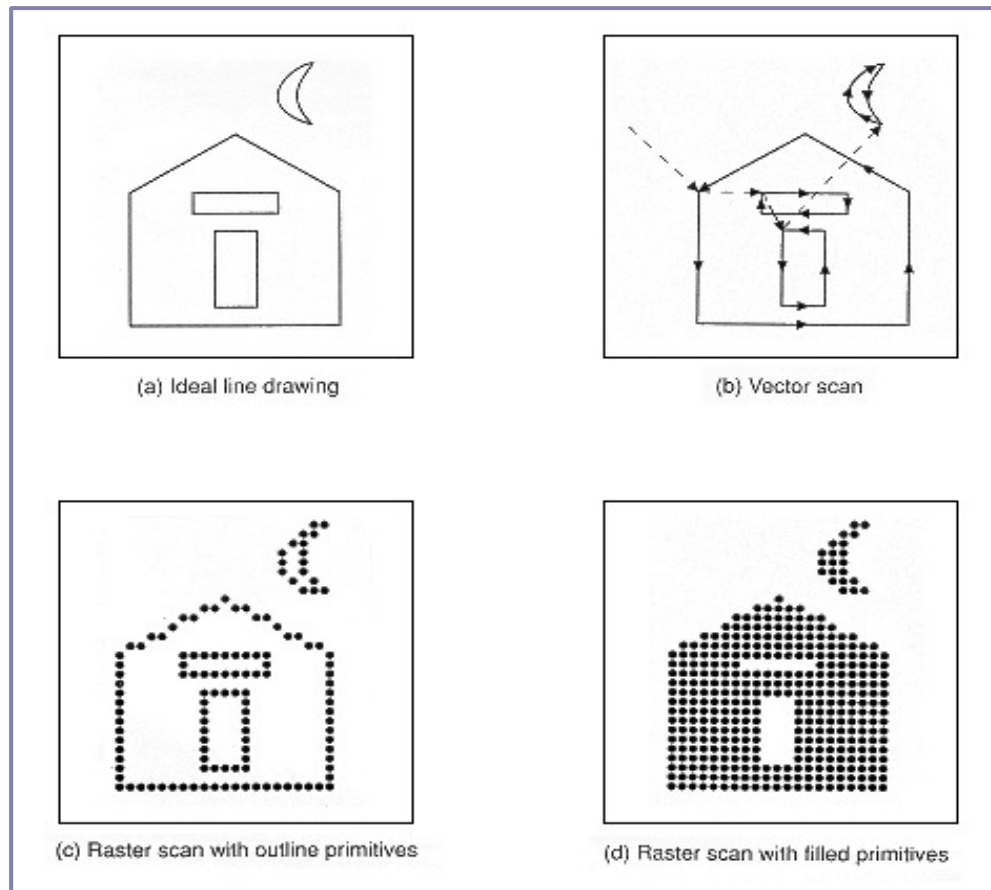 (a) Ideal line drawing
(b) Vector scan
(c) Raster scan with outline primitives
(d) Raster scan with filled primitives